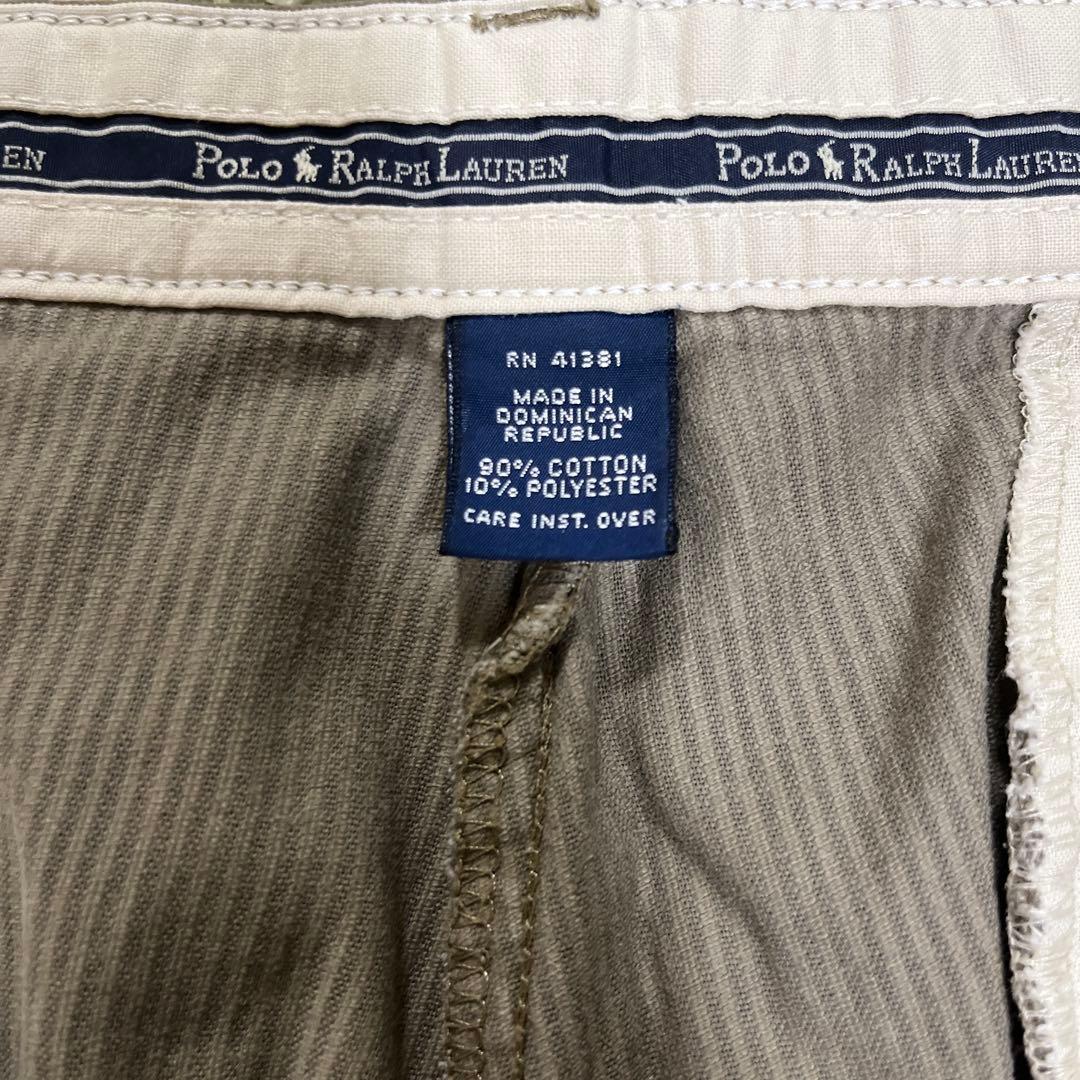 EN POLO RALPH LAUREN POLO RALPH LAUREN
RN 41381
MADE IN
DOMINICAN
REPUBLIC
90% COTTON
10% POLYESTER
CARE INST. OVER